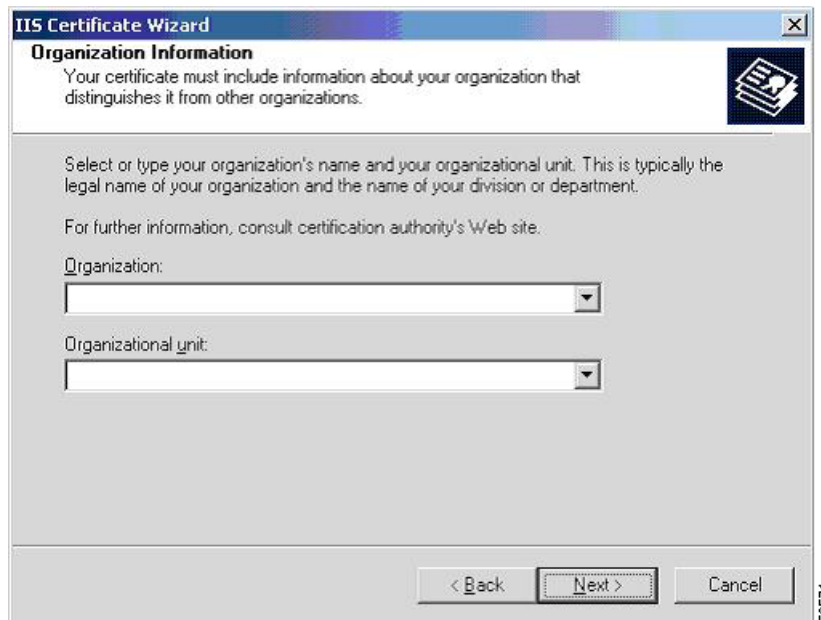 IIS Certificate Wizard
Organization Information
Your certificate must include information about your organization that
distinguishes it from other organizations.
Select or type your organization's name and your organizational unit. This is typically the
legal name of your organization and the name of your division or department.
For further information, consult certification authority's Web site.
Organization:
Organizational unit:
< Back
Next >
Cancel